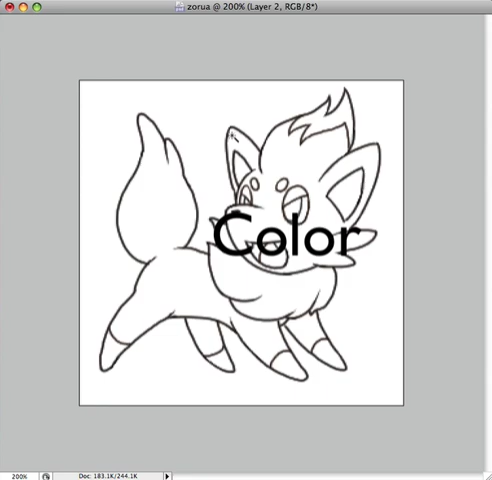 zorua @ 200% (Layer 2, RGB/8*)
Color
200%
Doc: 183.1K/244.1K